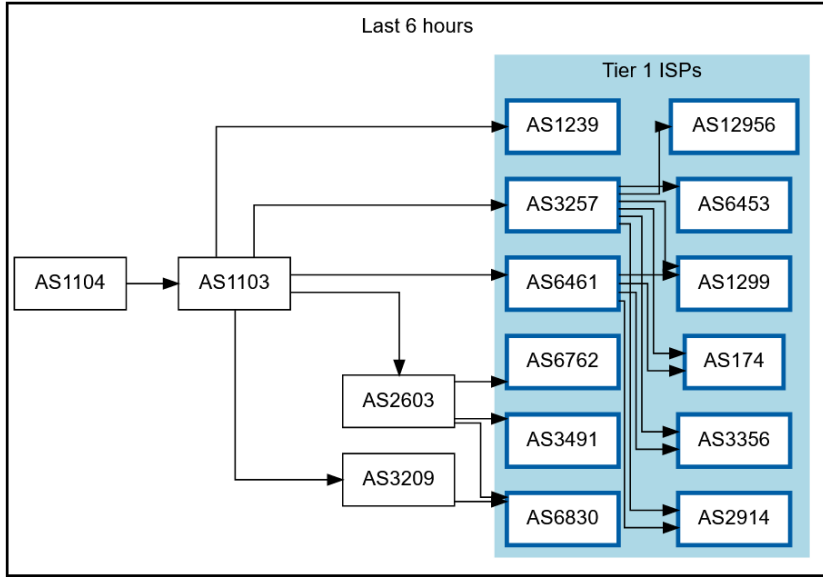 Last 6 hours
Tier 1 ISPs
AS1239
AS12956
AS3257
AS6453
AS1104
AS1103
AS6461
AS1299
AS6762
AS174
AS2603
AS3491
AS3356
AS3209
AS6830
AS2914